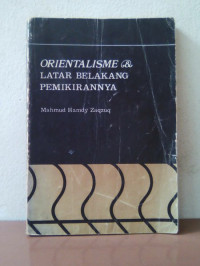 ORIENTALISME &
LATAR BELAKANG
PEMIKIRANNYA
Mahmud Hamdy Zaqzuq